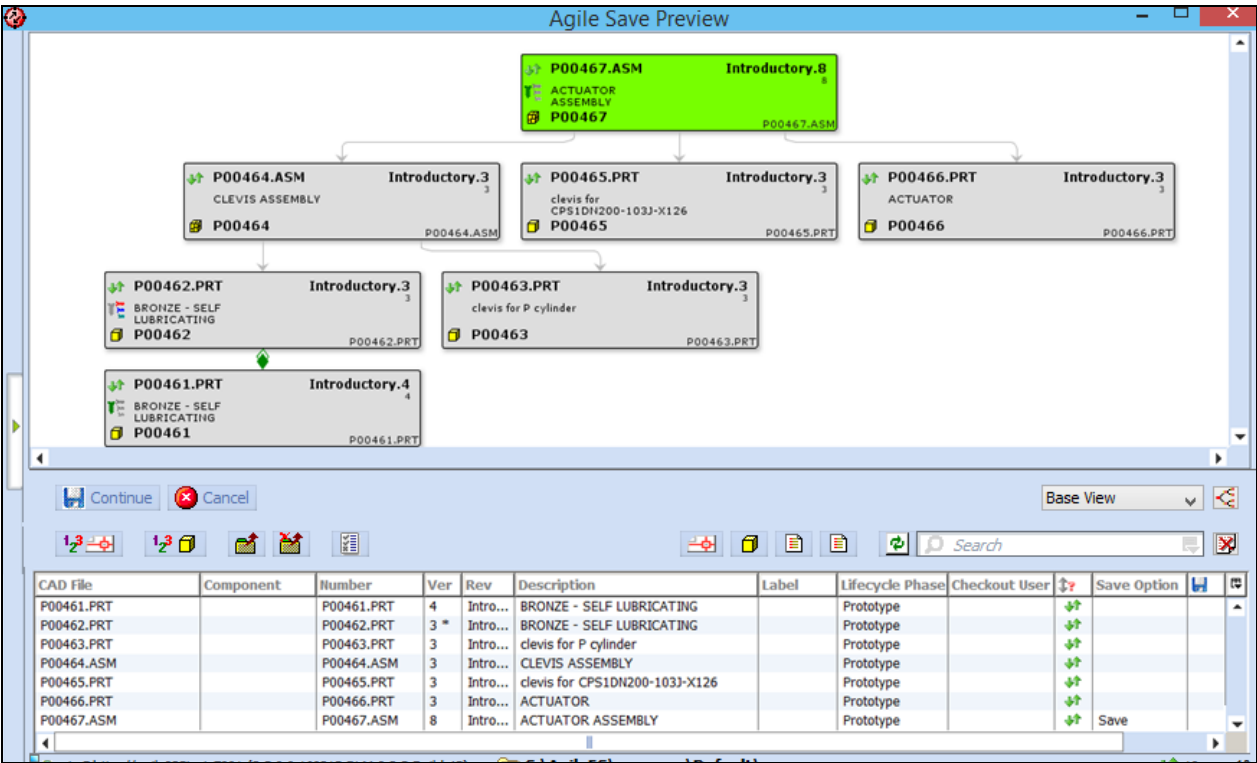 Agile Save Preview
P00467.ASM Introductory.8
8
ACTUATOR
ASSEMBLY
P00467
P00467.ASM
P00464.ASM Introductory.3
3
CLEVIS ASSEMBLY
P00464
P00464.ASM
P00465.PRT Introductory.3
3
clevis for
CPS1DN200-103J-X126
P00465
P00465.PRT
P00466.PRT Introductory.3
3
ACTUATOR
P00466
P00466.PRT
P00462.PRT Introductory.3
3
BRONZE - SELF
LUBRICATING
P00462
P00462.PRT
P00463.PRT Introductory.3
3
clevis for P cylinder
P00463
P00463.PRT
P00461.PRT Introductory.4
4
BRONZE - SELF
LUBRICATING
P00461
P00461.PRT
Continue Cancel Base View
Search
CAD File Component Number Ver Rev Description Label Lifecycle Phase Checkout User Save Option
P00461.PRT P00461.PRT 4 Intro... BRONZE - SELF LUBRICATING Prototype
P00462.PRT P00462.PRT 3 * Intro... BRONZE - SELF LUBRICATING Prototype
P00463.PRT P00463.PRT 3 Intro... clevis for P cylinder Prototype
P00464.ASM P00464.ASM 3 Intro... CLEVIS ASSEMBLY Prototype
P00465.PRT P00465.PRT 3 Intro... clevis for CPS1DN200-103J-X126 Prototype
P00466.PRT P00466.PRT 3 Intro... ACTUATOR Prototype
P00467.ASM P00467.ASM 8 Intro... ACTUATOR ASSEMBLY Prototype Save